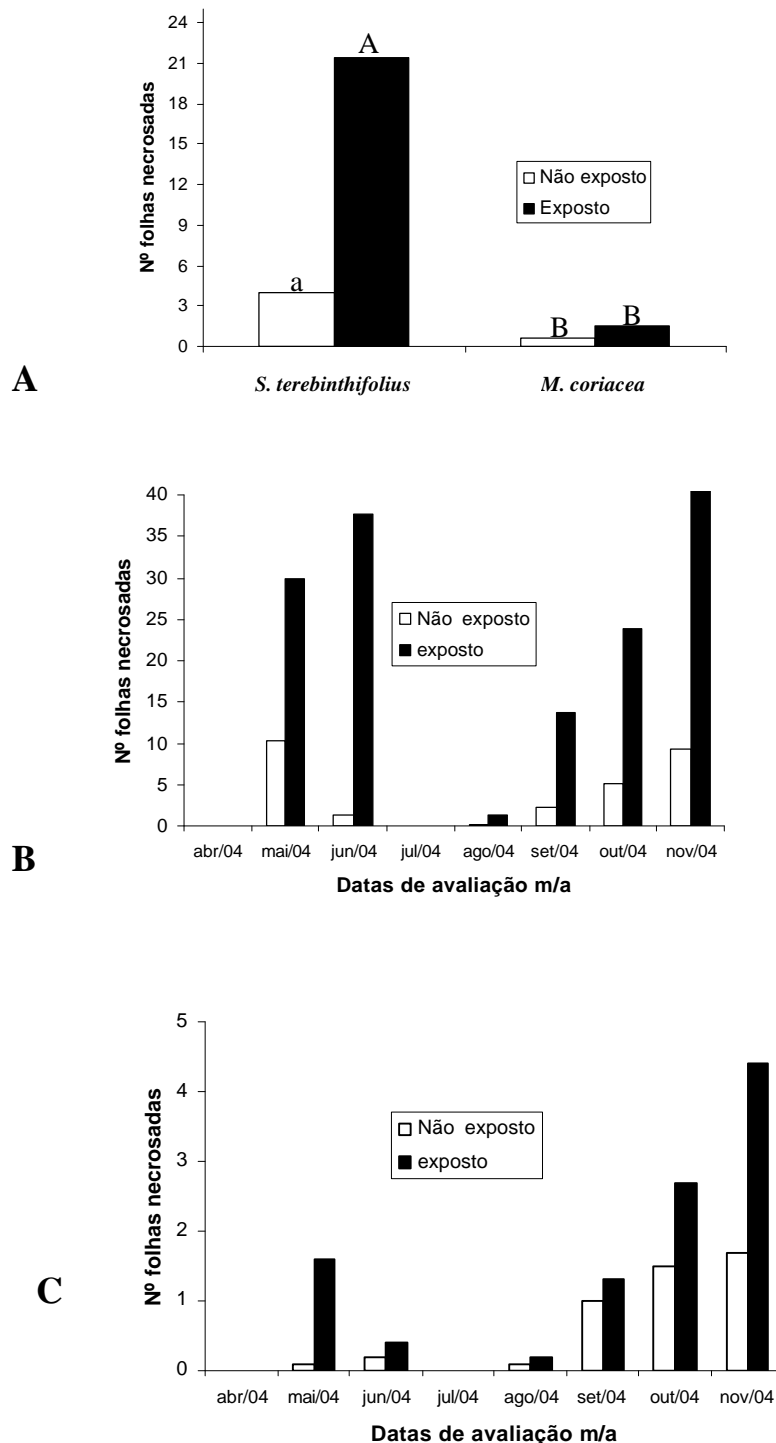 24
21
18
15
12
9
6
3
0
Nº folhas necrosadas
a
A
B
B
Não exposto
Exposto
S. terebinthifolius
M. coriacea
A
40
35
30
25
20
15
10
5
0
Nº folhas necrosadas
Não exposto
exposto
abr/04 mai/04 jun/04 jul/04 ago/04 set/04 out/04 nov/04
Datas de avaliação m/a
B
5
4
3
2
1
0
Nº folhas necrosadas
Não exposto
exposto
abr/04 mai/04 jun/04 jul/04 ago/04 set/04 out/04 nov/04
Datas de avaliação m/a
C